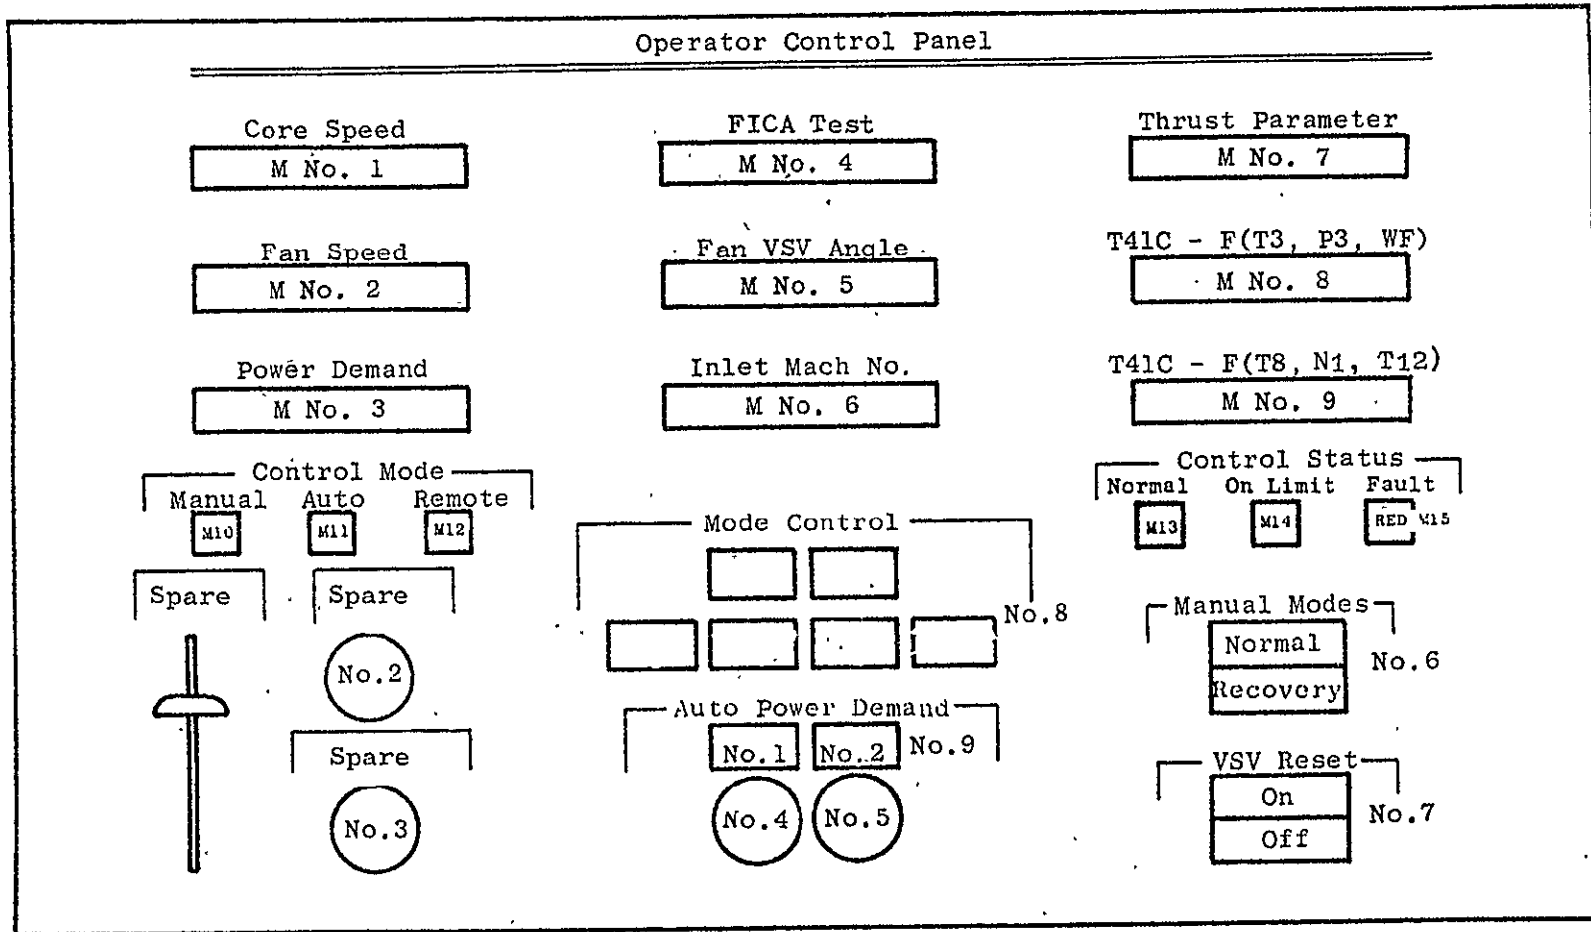 Operator Control Panel
Core Speed
M No. 1
FICA Test
M No. 4
Thrust Parameter
M No. 7
Fan Speed
M No. 2
Fan VSV Angle
M No. 5
T41C - F(T3, P3, WF)
M No. 8
Power Demand
M No. 3
Inlet Mach No.
M No. 6
T41C - F(T8, N1, T12)
M No. 9
Control Mode
Manual Auto Remote
M10 M11 M12
Control Status
Normal On Limit Fault
M13 M14 RED M15
Mode Control
No.8
Spare
Spare
No.2
Spare
No.3
Auto Power Demand
No.1 No.2 No.9
No.4 No.5
Manual Modes
Normal
Recovery
No.6
VSV Reset
On
Off
No.7